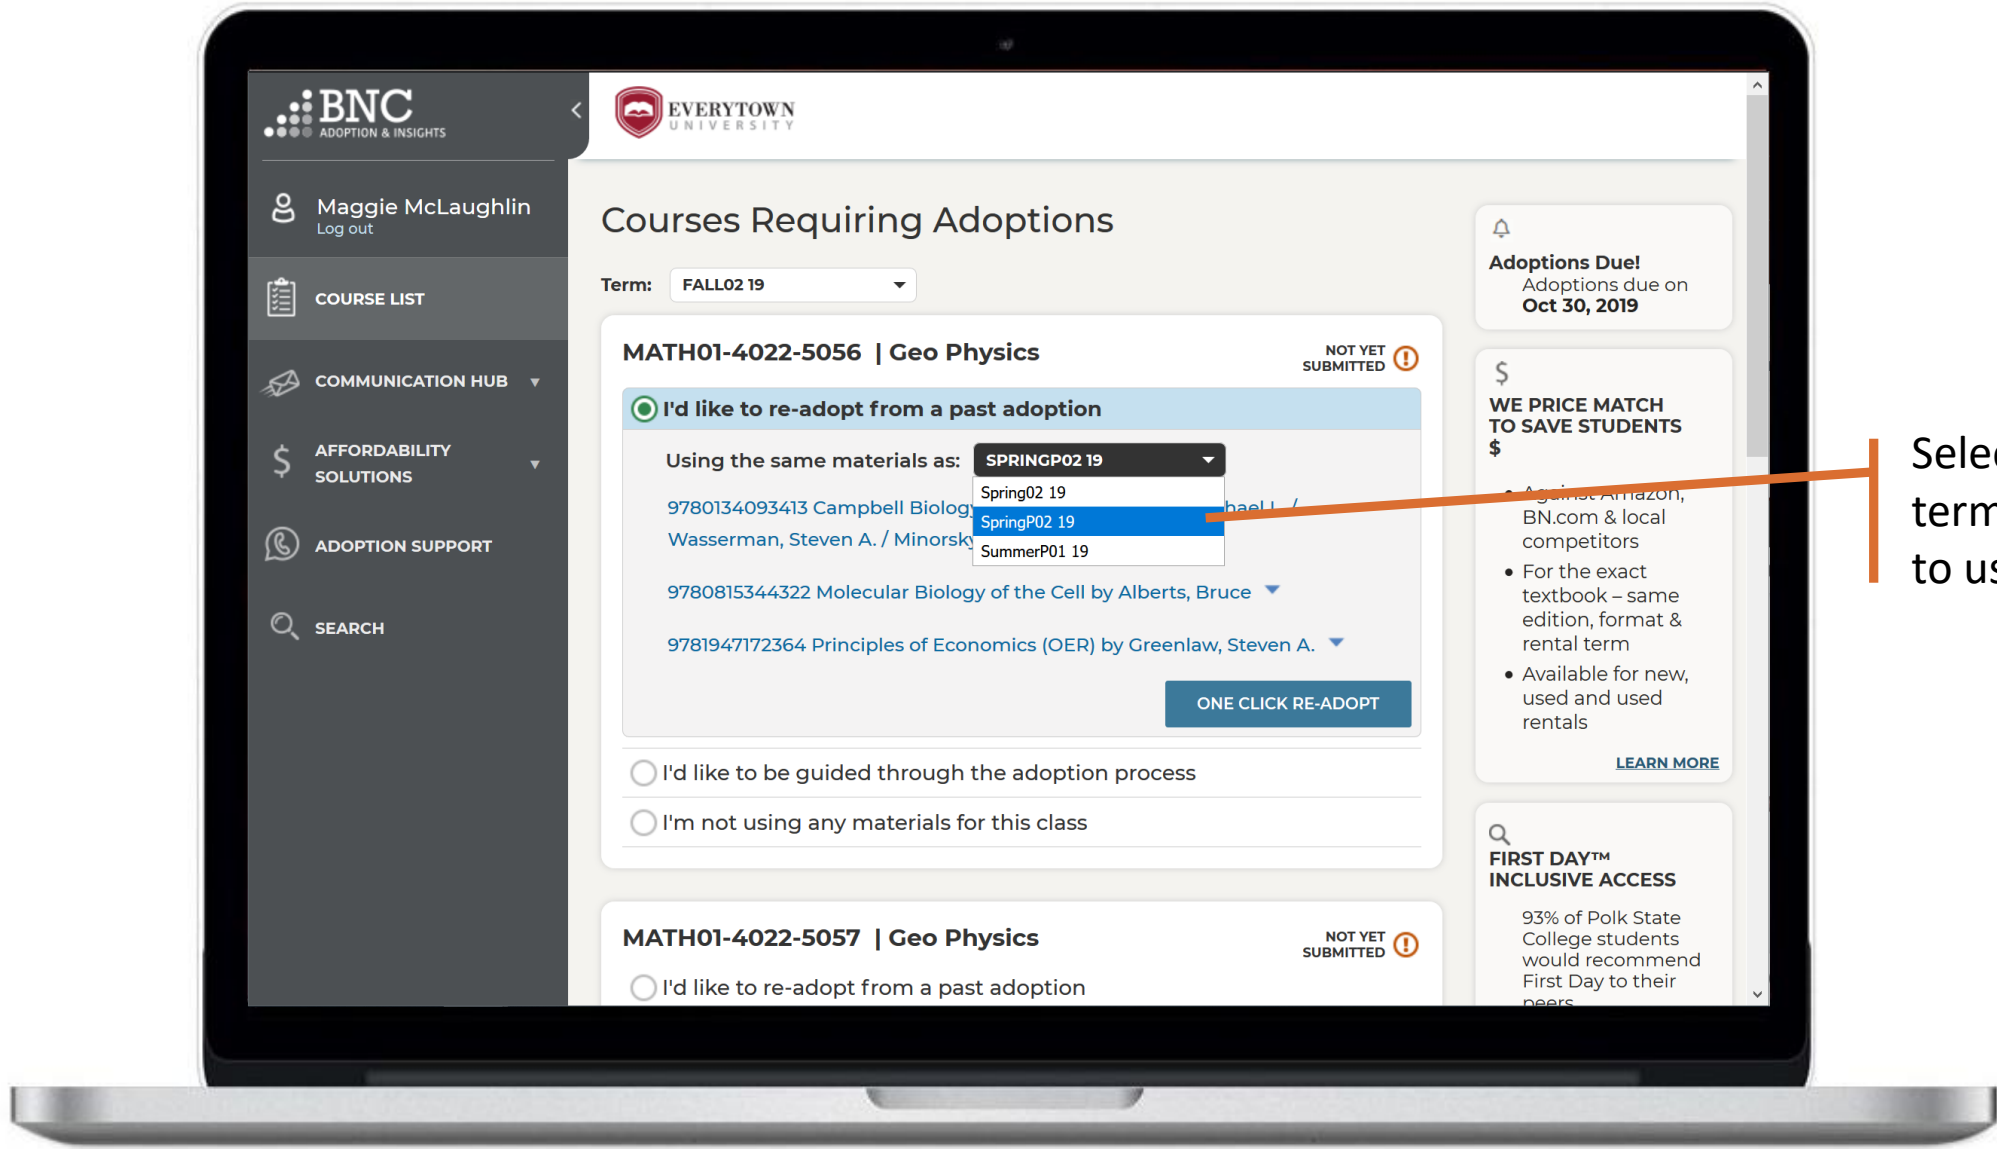 BNC
ADOPTION & INSIGHTS
Maggie McLaughlin
Log out
COURSE LIST
COMMUNICATION HUB
AFFORDABILITY
SOLUTIONS
ADOPTION SUPPORT
SEARCH
EVERYTOWN
UNIVERSITY
Courses Requiring Adoptions
Term: FALL02 19
MATH01-4022-5056 | Geo Physics
NOT YET
SUBMITTED
I'd like to re-adopt from a past adoption
Using the same materials as: SPRINGP02 19
Spring02 19
SpringP02 19
SummerP01 19
9780134093413 Campbell
Wasserman, Steven A. /
9780815344322 Molecular Biology of the Cell by Alberts, Bruce
9781947172364 Principles of Economics (OER) by Greenlaw, Steven A.
ONE CLICK RE-ADOPT
I'd like to be guided through the adoption process
I'm not using any materials for this class
MATH01-4022-5057 | Geo Physics
NOT YET
SUBMITTED
I'd like to re-adopt from a past adoption
Adoptions Due!
Adoptions due on
Oct 30, 2019
$
WE PRICE MATCH
TO SAVE STUDENTS
$
• Against Amazon,
BN.com & local
competitors
• For the exact
textbook – same
edition, format &
rental term
• Available for new,
used and used
rentals
LEARN MORE
FIRST DAY™
INCLUSIVE ACCESS
93% of Polk State
College students
would recommend
First Day to their
peers
term
to